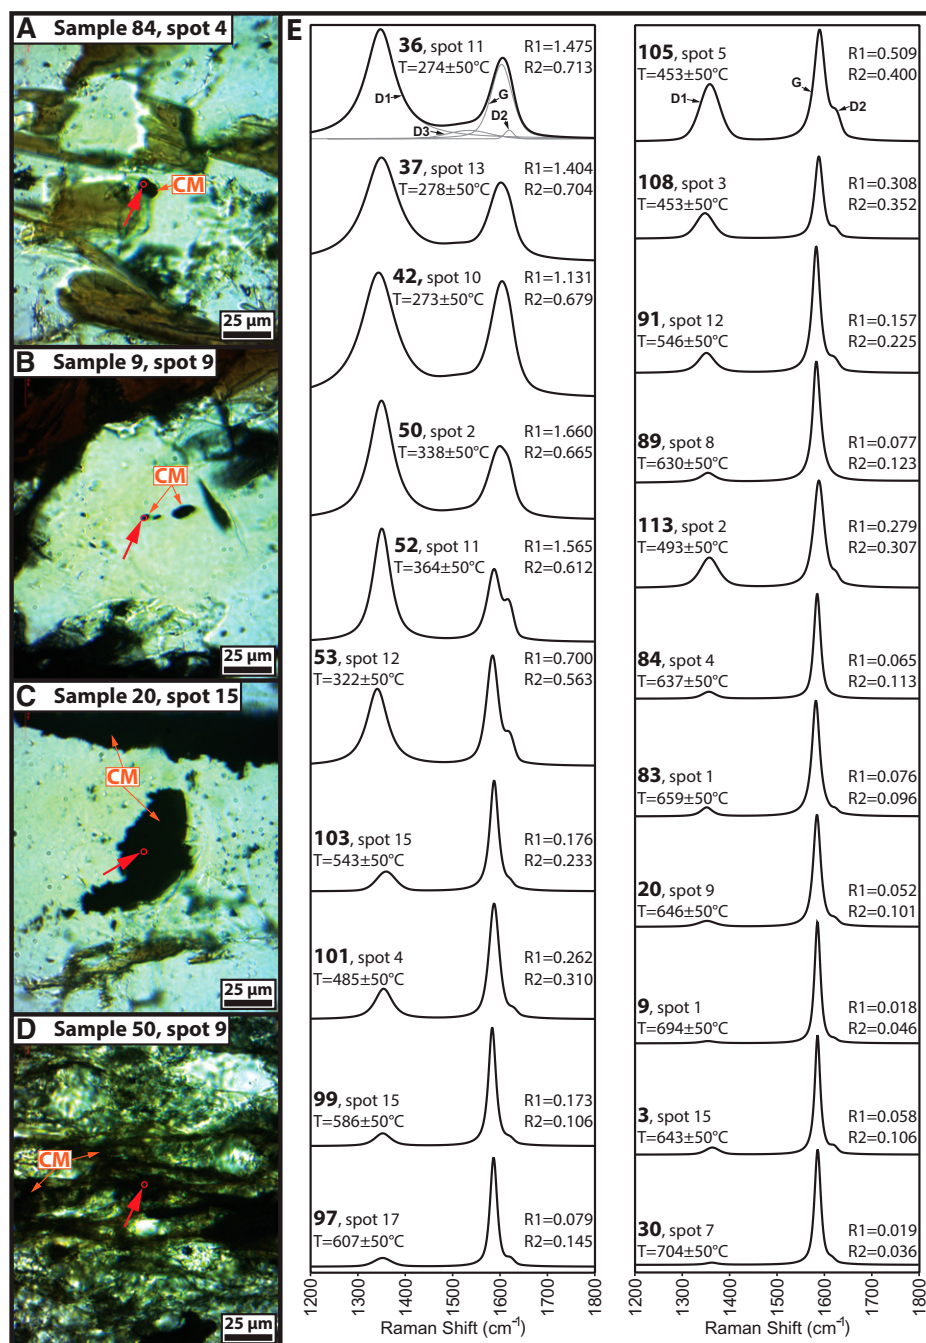 A Sample 84, spot 4
CM
25 µm
B Sample 9, spot 9
CM
25 µm
C Sample 20, spot 15
CM
25 µm
D Sample 50, spot 9
CM
25 µm
E
36, spot 11 R1=1.475
T=274±50°C R2=0.713
D1
G
D3
D2
37, spot 13 R1=1.404
T=278±50°C R2=0.704
42, spot 10 R1=1.131
T=273±50°C R2=0.679
50, spot 2 R1=1.660
T=338±50°C R2=0.665
52, spot 11 R1=1.565
T=364±50°C R2=0.612
53, spot 12 R1=0.700
T=322±50°C R2=0.563
103, spot 15 R1=0.176
T=543±50°C R2=0.233
101, spot 4 R1=0.262
T=485±50°C R2=0.310
99, spot 15 R1=0.173
T=586±50°C R2=0.106
97, spot 17 R1=0.079
T=607±50°C R2=0.145
1200 1300 1400 1500 1600 1700 1800
Raman Shift (cm-1)
105, spot 5 R1=0.509
T=453±50°C R2=0.400
D1
G
D2
108, spot 3 R1=0.308
T=453±50°C R2=0.352
91, spot 12 R1=0.157
T=546±50°C R2=0.225
89, spot 8 R1=0.077
T=630±50°C R2=0.123
113, spot 2 R1=0.279
T=493±50°C R2=0.307
84, spot 4 R1=0.065
T=637±50°C R2=0.113
83, spot 1 R1=0.076
T=659±50°C R2=0.096
20, spot 9 R1=0.052
T=646±50°C R2=0.101
9, spot 1 R1=0.018
T=694±50°C R2=0.046
3, spot 15 R1=0.058
T=643±50°C R2=0.106
30, spot 7 R1=0.019
T=704±50°C R2=0.036
1200 1300 1400 1500 1600 1700 1800
Raman Shift (cm-1)